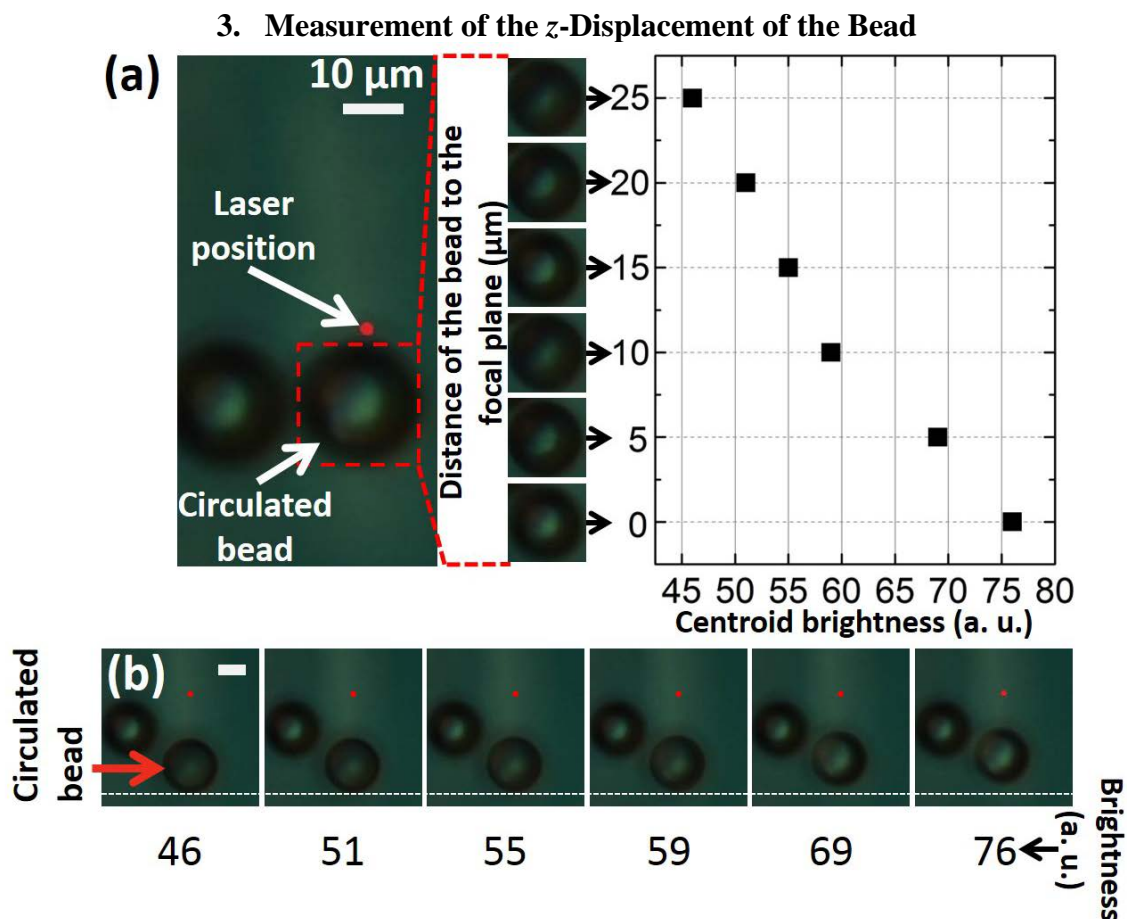 3. Measurement of the z-Displacement of the Bead
(a)
10 μm
Laser
position
Circulated
bead
Distance of the bead to the
focal plane (μm)
25
20
15
10
5
0
45 50 55 60 65 70 75 80
Centroid brightness (a. u.)
(b)
Circulated
bead
46 51 55 59 69 76
Brightness
(a. u.)